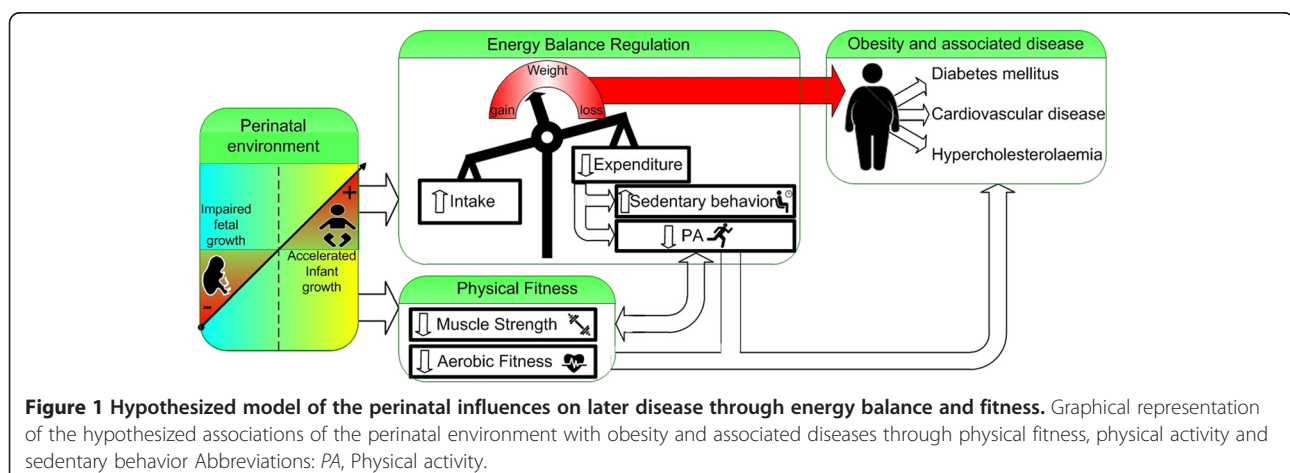 Energy Balance Regulation
Obesity and associated disease
Weight
gain
loss
Diabetes mellitus
Cardiovascular disease
Hypercholesterolaemia
Perinatal
environment
Impaired
fetal
growth
-
+
Accelerated
Infant
growth
Intake
Expenditure
Sedentary behavior
PA
Physical Fitness
Muscle Strength
Aerobic Fitness
Figure 1 Hypothesized model of the perinatal influences on later disease through energy balance and fitness. Graphical representation
of the hypothesized associations of the perinatal environment with obesity and associated diseases through physical fitness, physical activity and
sedentary behavior Abbreviations: PA, Physical activity.